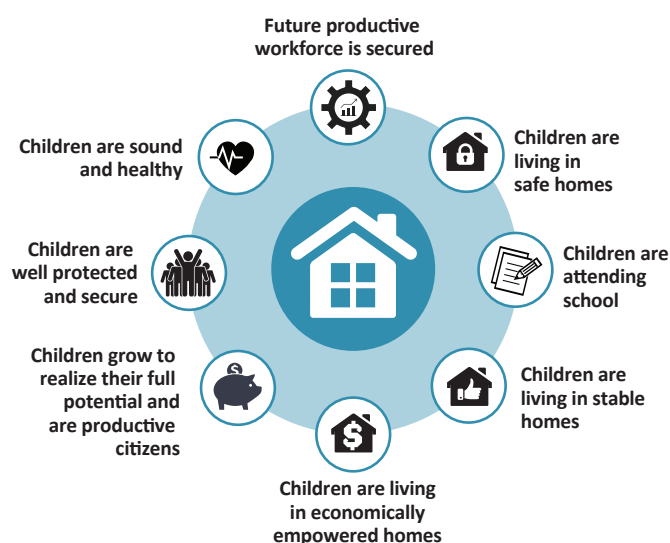 Future productive
workforce is secured
Children are
living in
safe homes
Children are
attending
school
Children are
living in stable
homes
Children are living
in economically
empowered homes
Children grow to
realize their full
potential and
are productive
citizens
Children are
well protected
and secure
Children are sound
and healthy
$
$